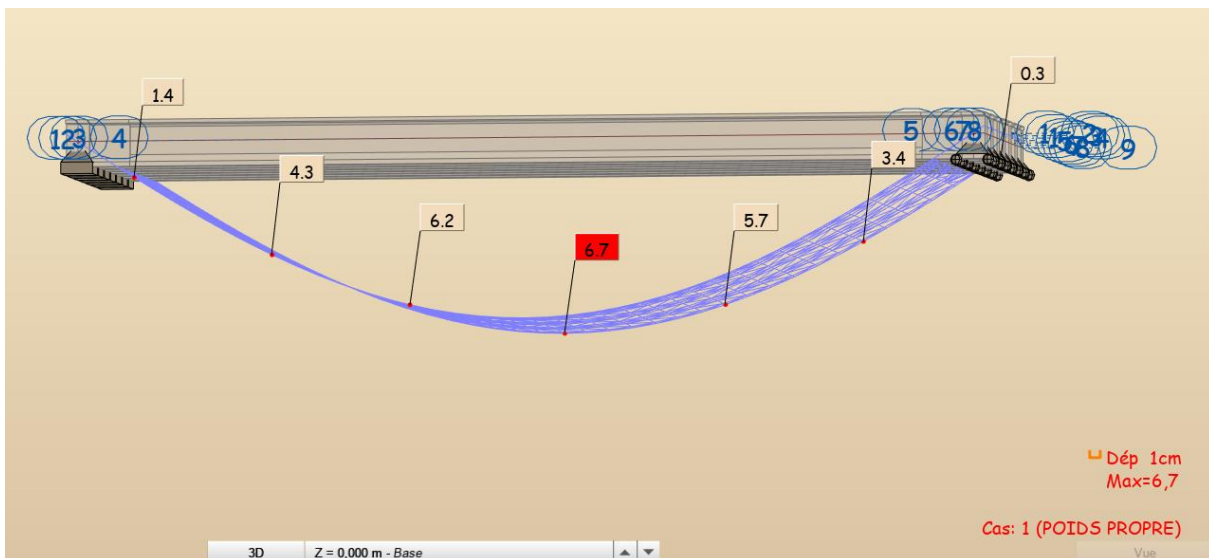 0.3
1.4
123 4
5 678
9
3.4
4.3
6.2
5.7
6.7
Dép 1cm
Max=6,7
Cas: 1 (POIDS PROPRE)
3D Z = 0,000 m - Base
Vue